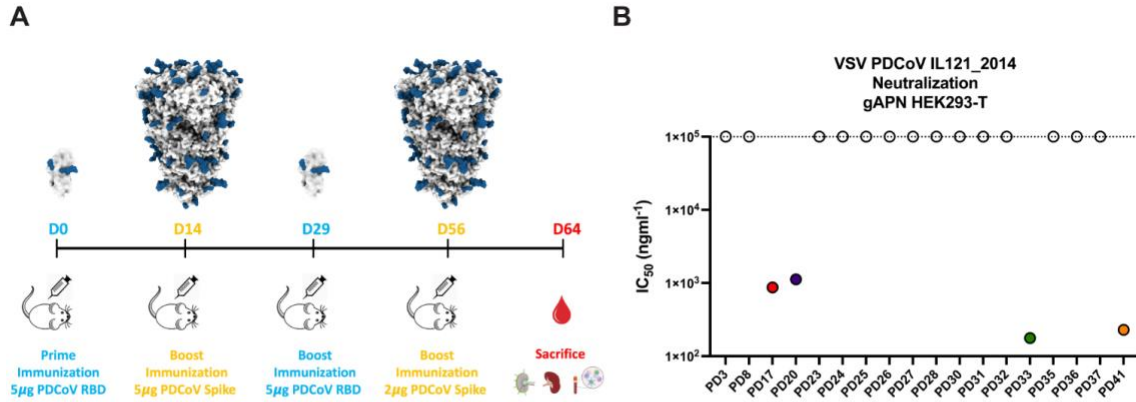 A
B
D0
D14
D29
D56
D64
Prime
Immunization
5µg PDCoV RBD
Boost
Immunization
5µg PDCoV Spike
Boost
Immunization
5µg PDCoV RBD
Boost
Immunization
2µg PDCoV Spike
Sacrifice
VSV PDCoV IL121_2014
Neutralization
gAPN HEK293-T
IC50 (ngml-1)
1×10⁵
1×10⁴
1×10³
1×10²
PD3
PD8
PD17
PD20
PD23
PD24
PD25
PD26
PD27
PD28
PD30
PD31
PD32
PD33
PD35
PD36
PD37
PD41